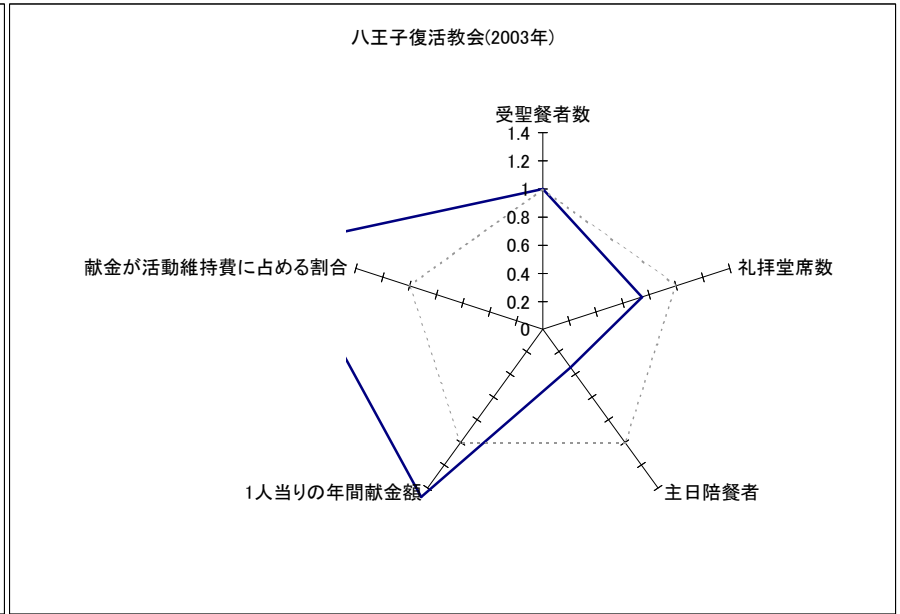 八王子復活教会(2003年)
受聖餐者数
1.4
1.2
1
0.8
0.6
0.4
0.2
0
献金が活動維持費に占める割合
礼拝堂席数
1人当りの年間献金額
主日陪餐者